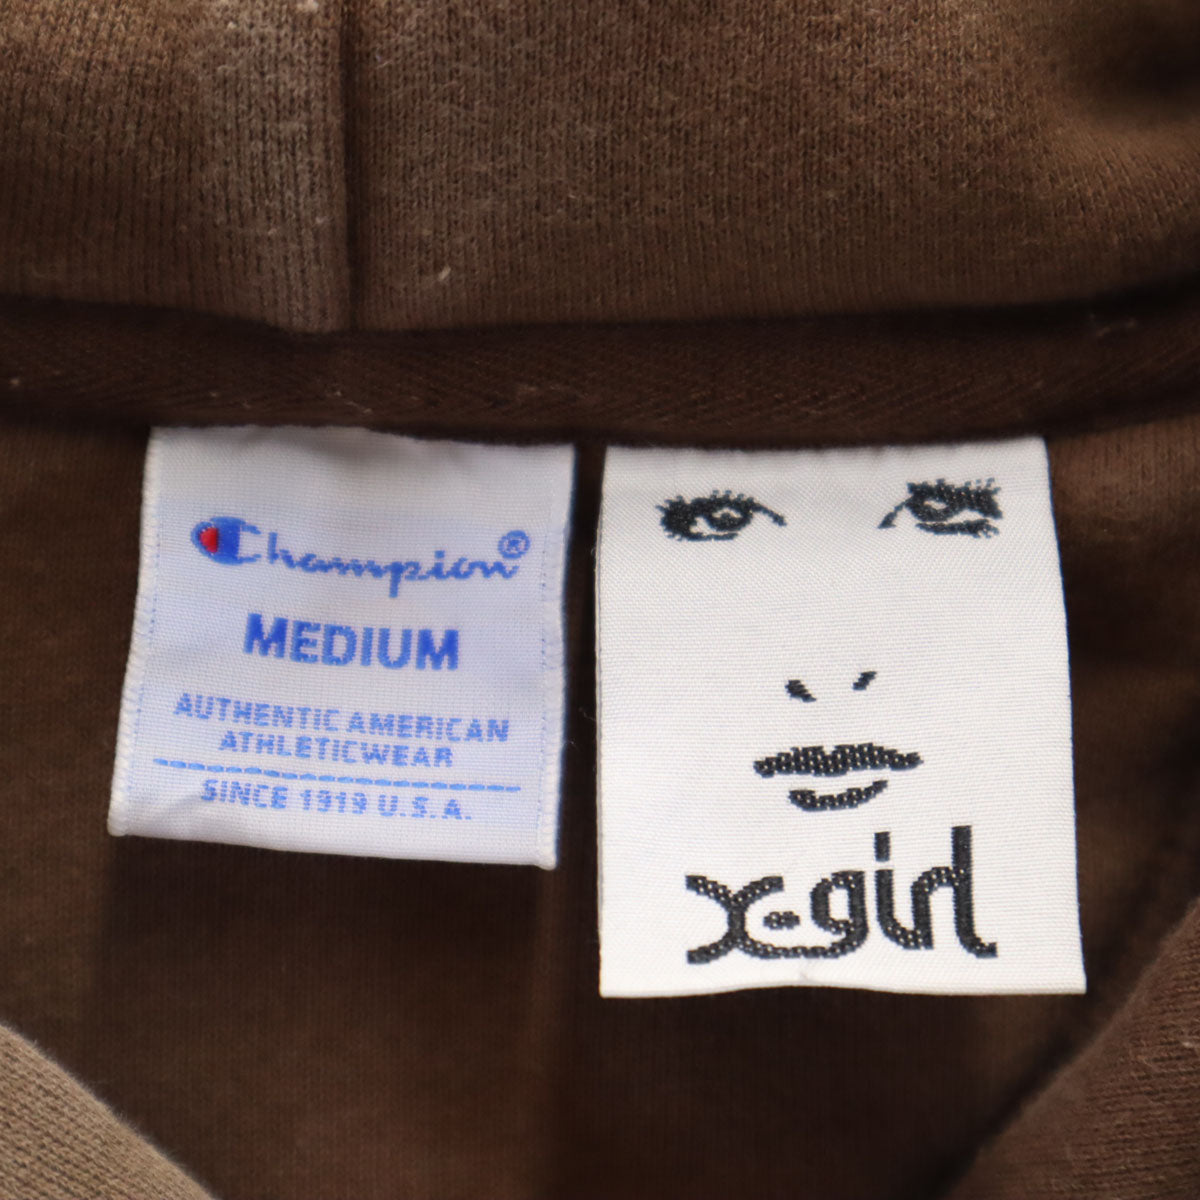 Champion®
MEDIUM
AUTHENTIC AMERICAN
ATHLETICWEAR
SINCE 1919 U.S.A.
x-girl